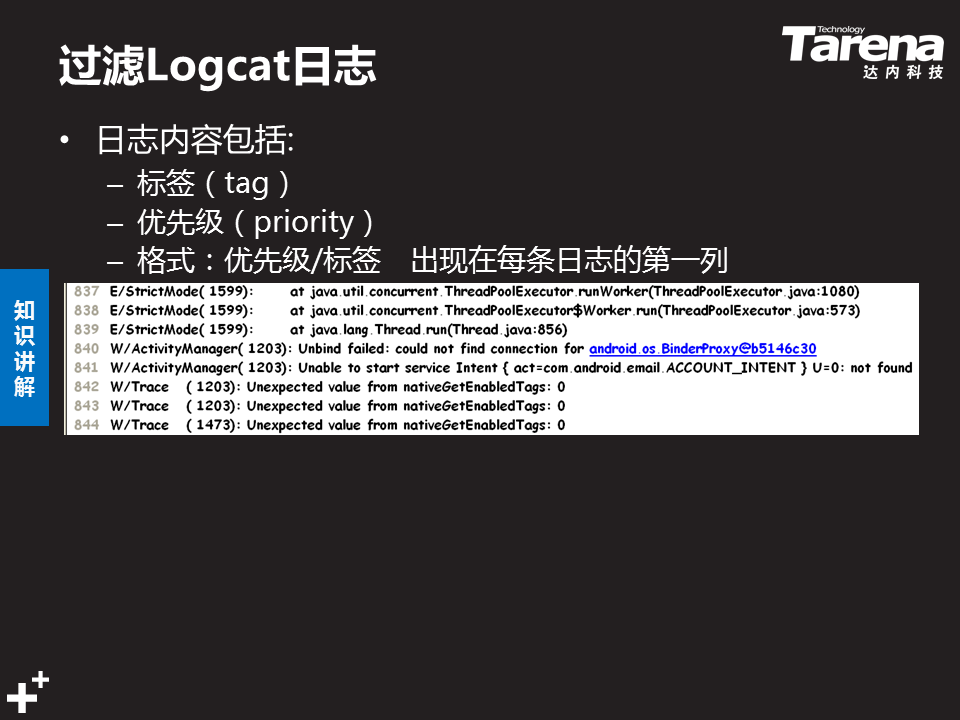 过滤Logcat日志
Technology
Tarena
达内科技
• 日志内容包括:
– 标签（tag）
– 优先级（priority）
– 格式：优先级/标签 出现在每条日志的第一列
知识讲解
837 E/StrictMode( 1599): at java.util.concurrent.ThreadPoolExecutor.runWorker(ThreadPoolExecutor.java:1080)
838 E/StrictMode( 1599): at java.util.concurrent.ThreadPoolExecutor$Worker.run(ThreadPoolExecutor.java:573)
839 E/StrictMode( 1599): at java.lang.Thread.run(Thread.java:856)
840 W/ActivityManager( 1203): Unbind failed: could not find connection for android.os.BinderProxy@b5146c30
841 W/ActivityManager( 1203): Unable to start service Intent { act=com.android.email.ACCOUNT_INTENT } U=0: not found
842 W/Trace ( 1203): Unexpected value from nativeGetEnabledTags: 0
843 W/Trace ( 1203): Unexpected value from nativeGetEnabledTags: 0
844 W/Trace ( 1473): Unexpected value from nativeGetEnabledTags: 0